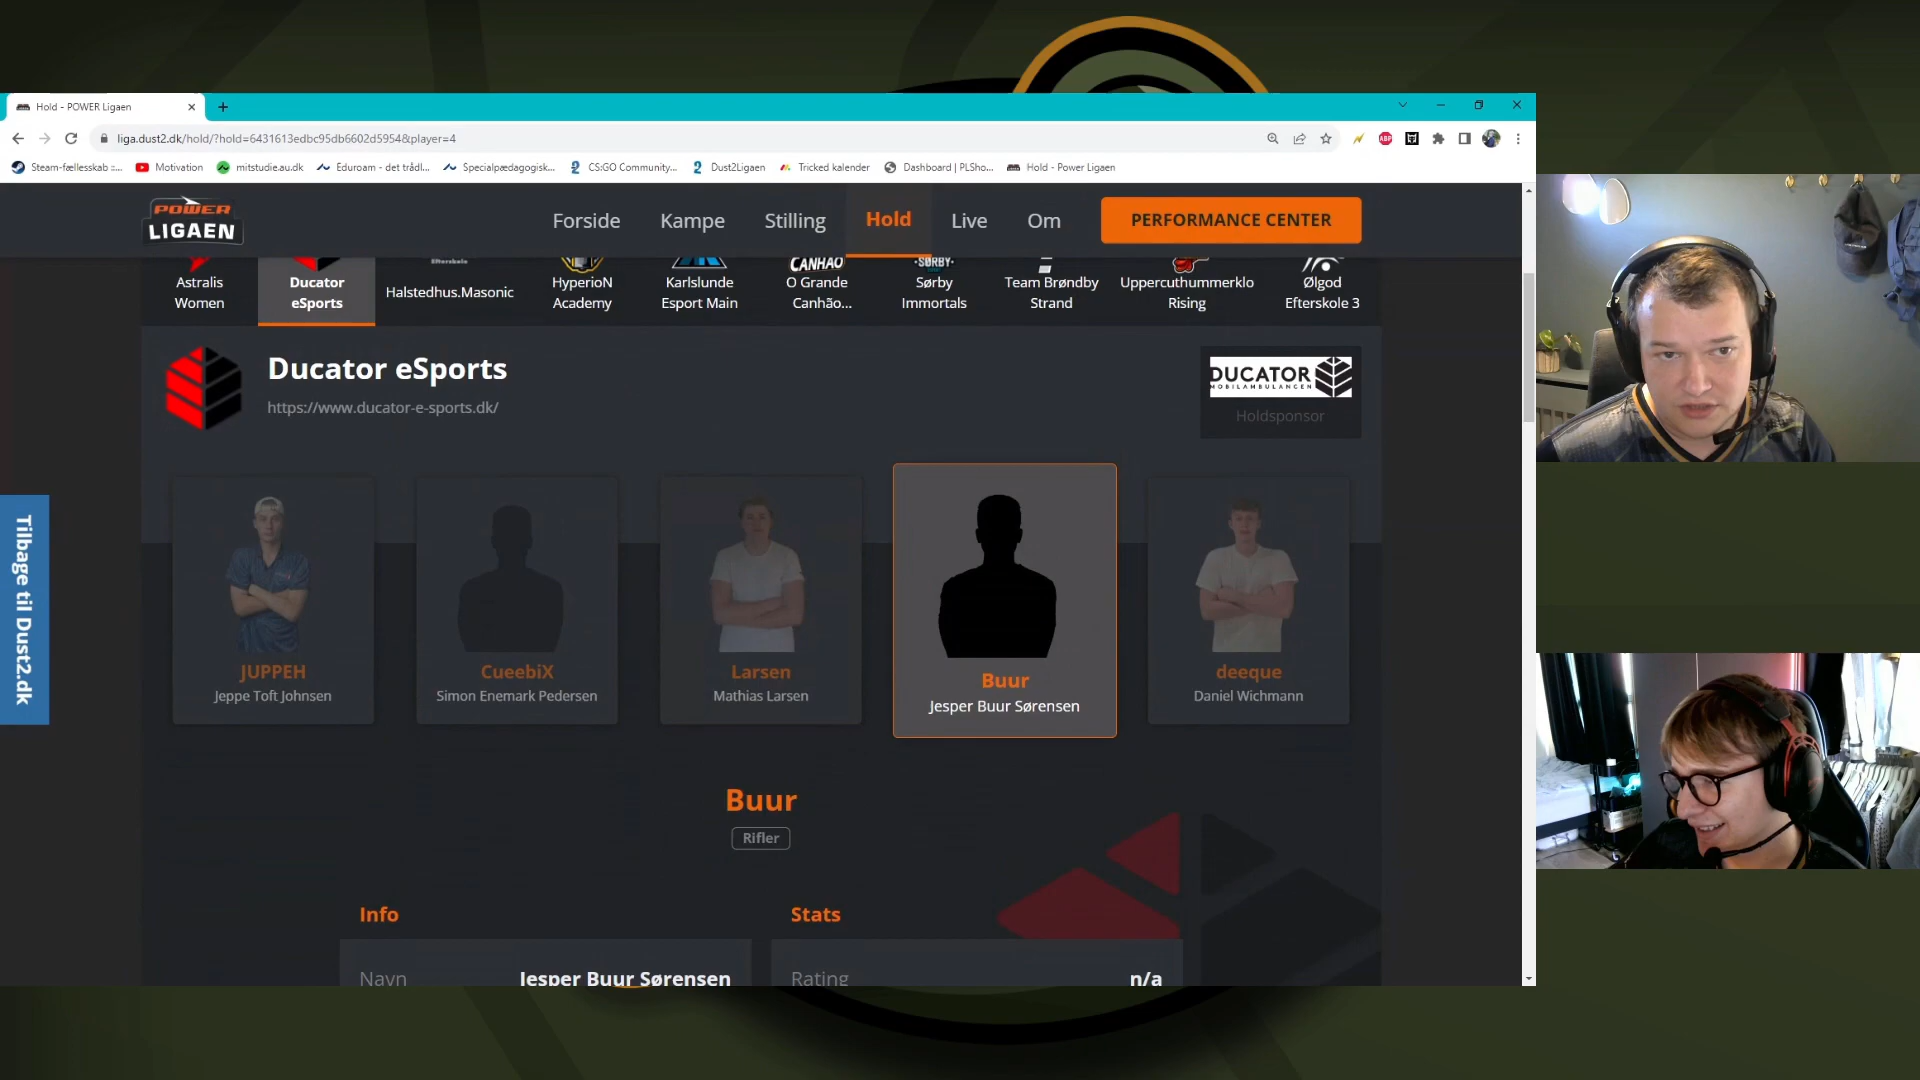 Hold - POWER Ligaen
liga.dust2.dk/hold/?hold=6431613edbc95db6602d5954&player=4
ABP
Steam-fællesskab ::...
Motivation
mitstudie.au.dk
Eduroam - det trådl...
Specialpædagogisk...
CS:GO Community...
Dust2Ligaen
Tricked kalender
Dashboard | PLSho...
Hold - Power Ligaen
POWER
LIGAEN
Forside
Kampe
Stilling
Hold
Live
Om
PERFORMANCE CENTER
Astralis
Women
Ducator
eSports
Efterskole
Halstedhus.Masonic
HyperioN
Academy
Karlslunde
Esport Main
CANHÃO
O Grande
Canhão...
SØRBY
Sørby
Immortals
Team Brøndby
Strand
Uppercuthummerklo
Rising
Ølgod
Efterskole 3
Ducator eSports
https://www.ducator-e-sports.dk/
DUCATOR
MOBILAMBULANCEN
Holdsponsor
JUPPEH
Jeppe Toft Johnsen
CueebiX
Simon Enemark Pedersen
Larsen
Mathias Larsen
Buur
Jesper Buur Sørensen
deeque
Daniel Wichmann
Tilbage til Dust2.dk
Buur
Rifler
Info
Navn
Jesper Buur Sørensen
Stats
Rating
n/a